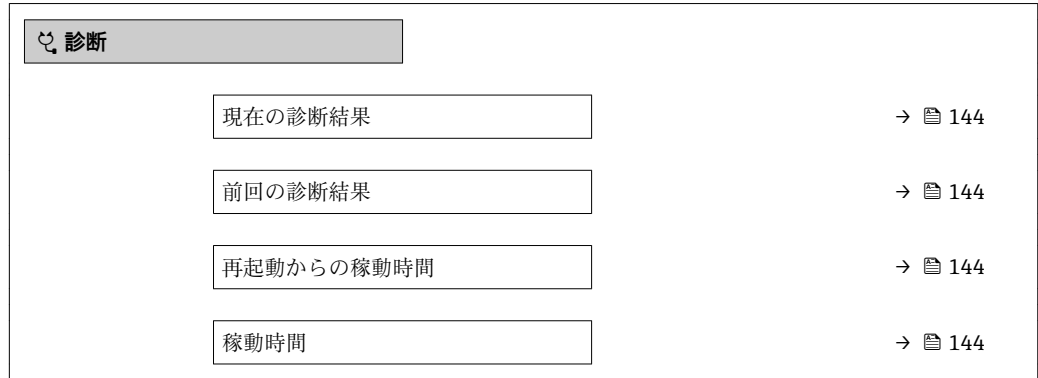 診断
現在の診断結果 → 144
前回の診断結果 → 144
再起動からの稼動時間 → 144
稼動時間 → 144